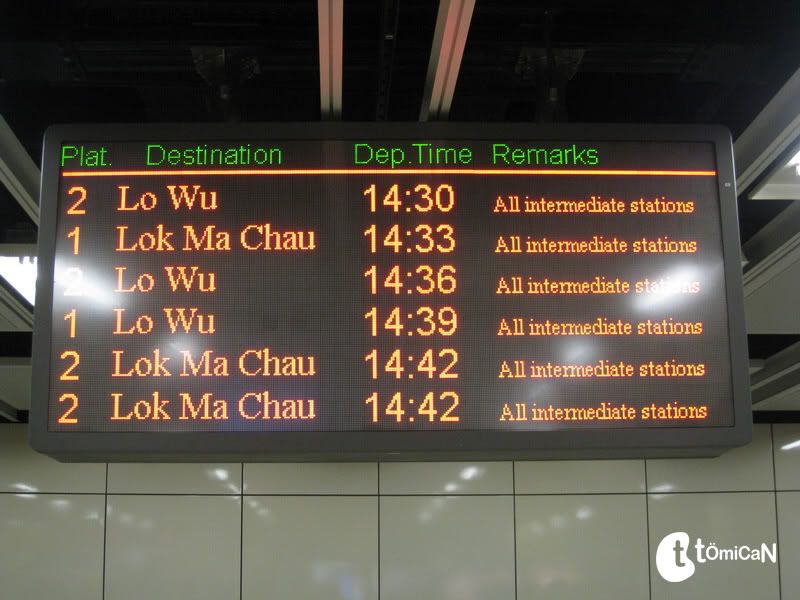 Plat. Destination Dep.Time Remarks
2 Lo Wu 14:30 All intermediate stations
1 Lok Ma Chau 14:33 All intermediate stations
2 Lo Wu 14:36 All intermediate stations
1 Lo Wu 14:39 All intermediate stations
2 Lok Ma Chau 14:42 All intermediate stations
2 Lok Ma Chau 14:42 All intermediate stations
t tömiCaN